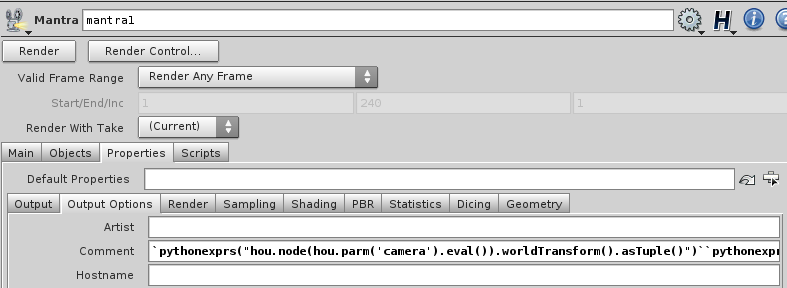 Mantra mantra1
Render Render Control...
Valid Frame Range Render Any Frame
Start/End/Inc 1 240 1
Render With Take (Current)
Main Objects Properties Scripts
Default Properties
Output Output Options Render Sampling Shading PBR Statistics Dicing Geometry
Artist
Comment `pythonexprs("hou.node(hou.parm('camera').eval()).worldTransform().asTuple()")``pythonexpr
Hostname